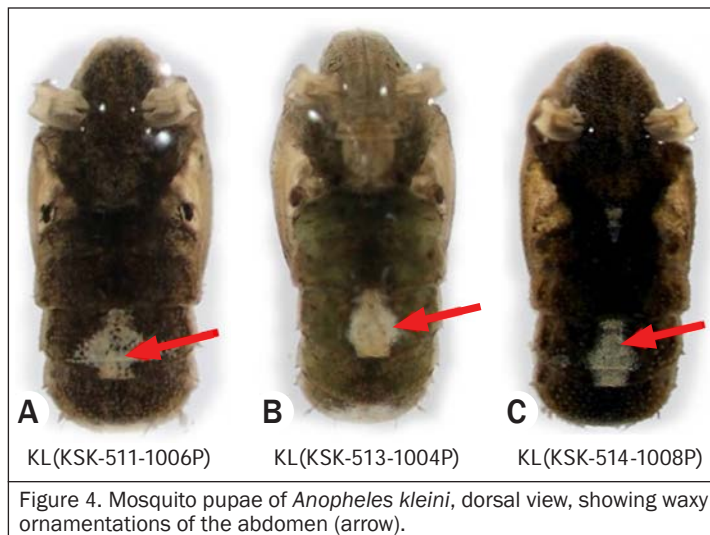 A
B
C
KL(KSK-511-1006P)
KL(KSK-513-1004P)
KL(KSK-514-1008P)
Figure 4. Mosquito pupae of Anopheles kleini, dorsal view, showing waxy
ornamentations of the abdomen (arrow).